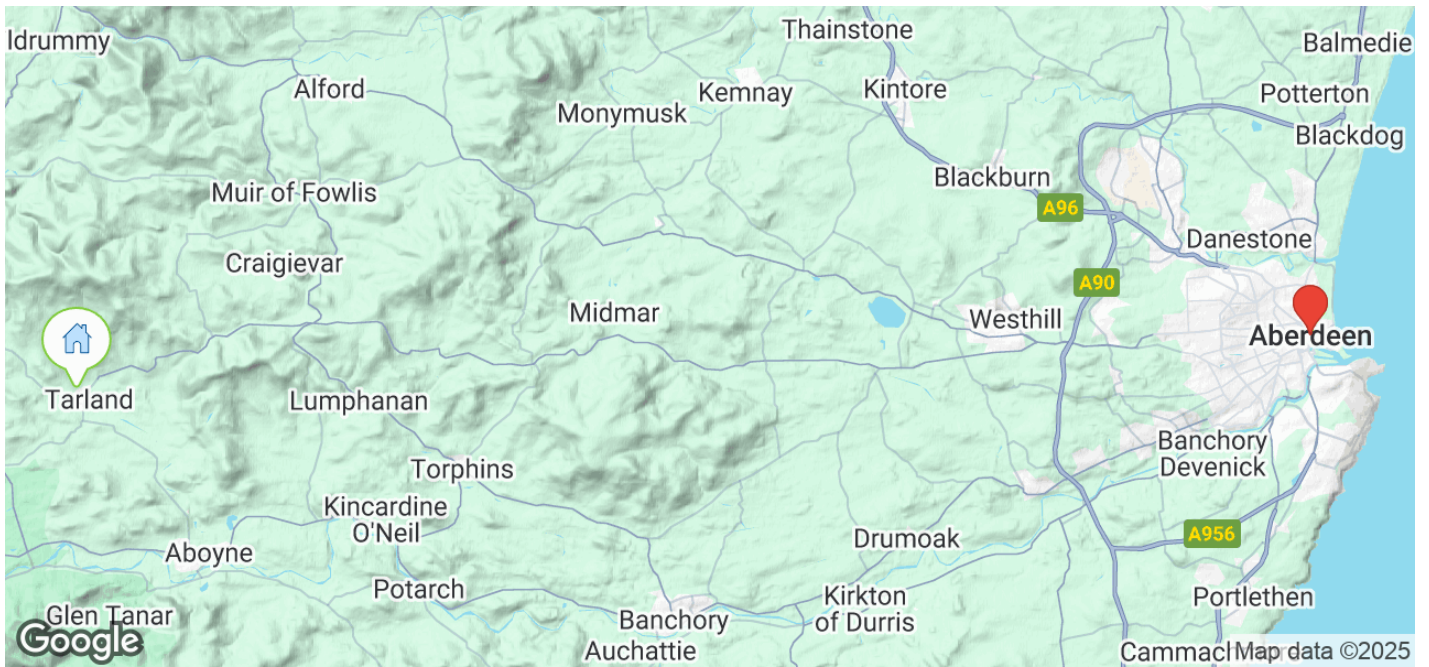 ldrummy
Thainstone
Balmedie
Alford
Kemnay
Kintore
Potterton
Monymusk
Blackdog
Blackburn
Muir of Fowlis
A96
Danestone
Craigievar
A90
Midmar
Westhill
Aberdeen
Tarland
Lumphanan
Banchory
Devenick
Torphins
Kincardine
O'Neil
A956
Drumoak
Aboyne
Potarch
Kirkton
of Durris
Portlethen
Glen Tanar
Banchory
Google
Auchattie
Cammach
Map data ©2025